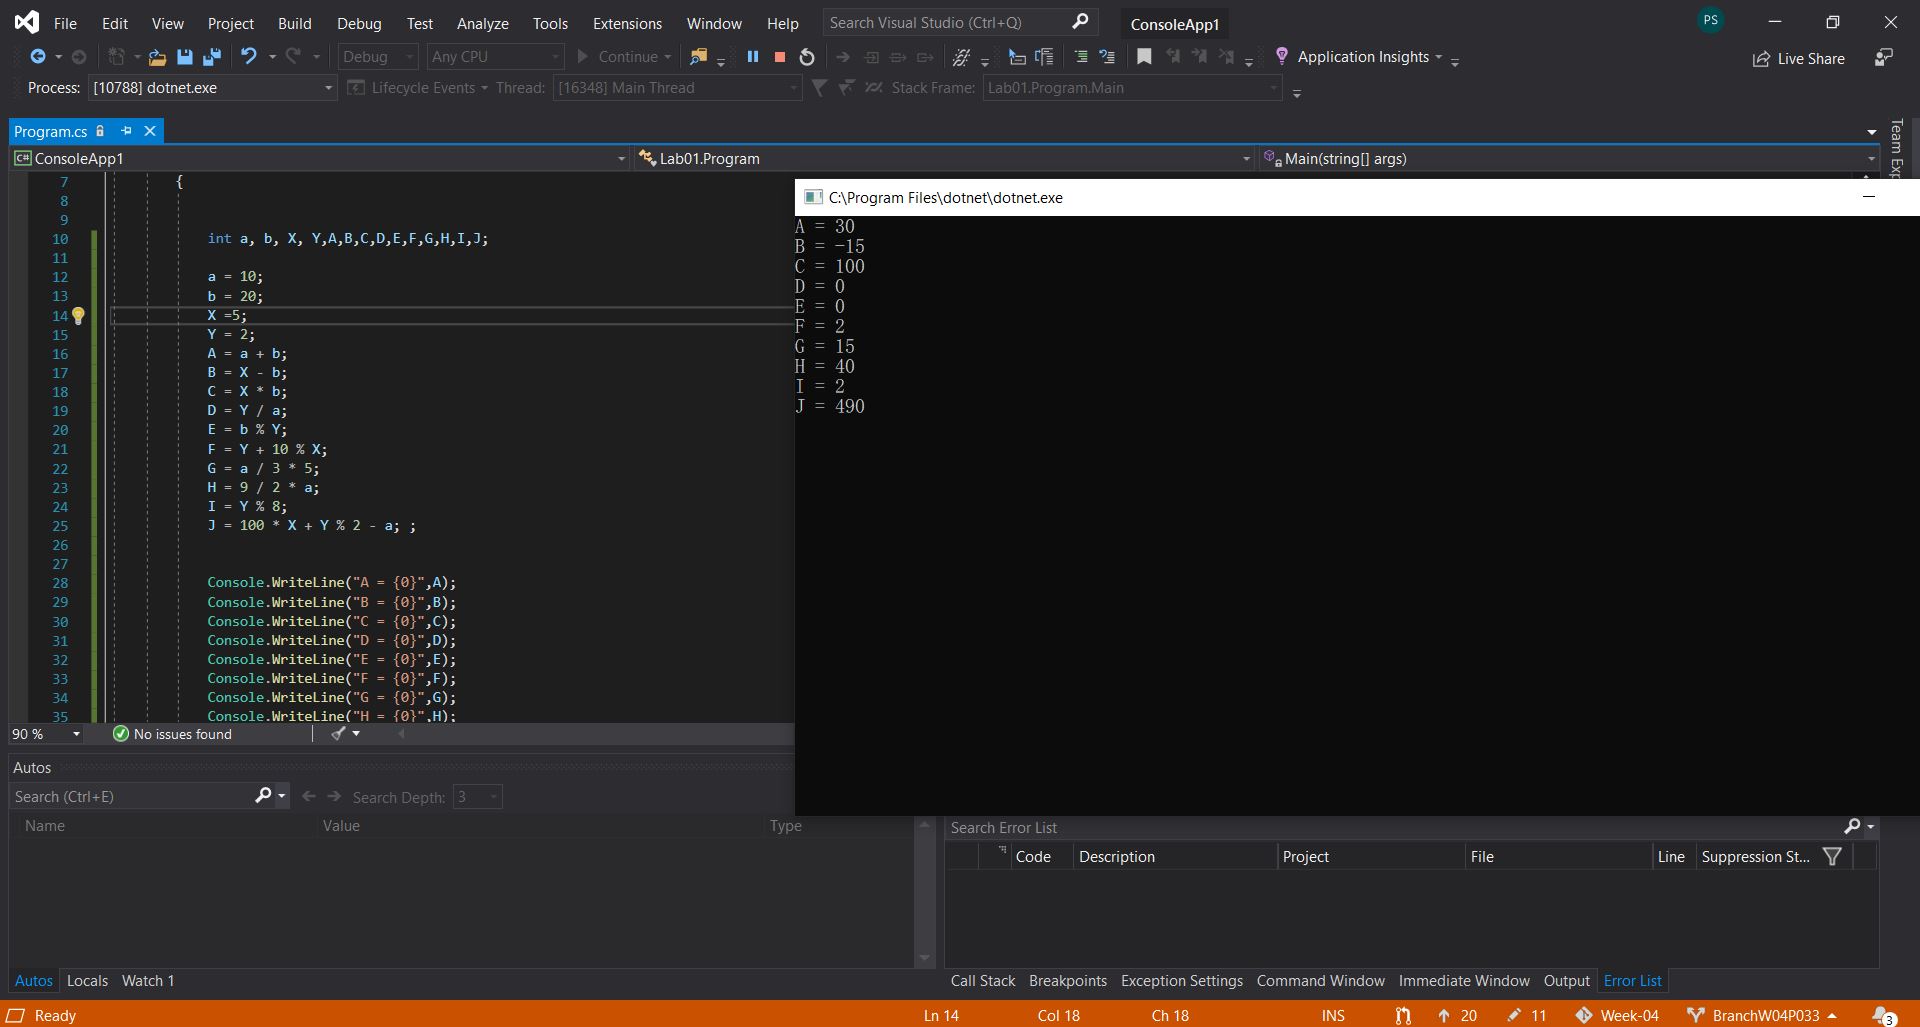 File Edit View Project Build Debug Test Analyze Tools Extensions Window Help Search Visual Studio (Ctrl+Q) ConsoleApp1 PS
Debug Any CPU Continue Application Insights Live Share
Process: [10788] dotnet.exe Lifecycle Events Thread: [16348] Main Thread Stack Frame: Lab01.Program.Main
Program.cs
C# ConsoleApp1 Lab01.Program Main(string[] args)
Team Exp
7 {
8
9
10 int a, b, X, Y,A,B,C,D,E,F,G,H,I,J;
11
12 a = 10;
13 b = 20;
14 X =5;
15 Y = 2;
16 A = a + b;
17 B = X - b;
18 C = X * b;
19 D = Y / a;
20 E = b % Y;
21 F = Y + 10 % X;
22 G = a / 3 * 5;
23 H = 9 / 2 * a;
24 I = Y % 8;
25 J = 100 * X + Y % 2 - a; ;
26
27
28 Console.WriteLine("A = {0}",A);
29 Console.WriteLine("B = {0}",B);
30 Console.WriteLine("C = {0}",C);
31 Console.WriteLine("D = {0}",D);
32 Console.WriteLine("E = {0}",E);
33 Console.WriteLine("F = {0}",F);
34 Console.WriteLine("G = {0}",G);
35 Console.WriteLine("H = {0}",H);
90 % No issues found
C:\Program Files\dotnet\dotnet.exe
A = 30
B = -15
C = 100
D = 0
E = 0
F = 2
G = 15
H = 40
I = 2
J = 490
Autos
Search (Ctrl+E) Search Depth: 3
Name Value Type
Autos Locals Watch 1
Search Error List
Code Description Project File Line Suppression St...
Call Stack Breakpoints Exception Settings Command Window Immediate Window Output Error List
Ready Ln 14 Col 18 Ch 18 INS 20 11 Week-04 BranchW04P033 3